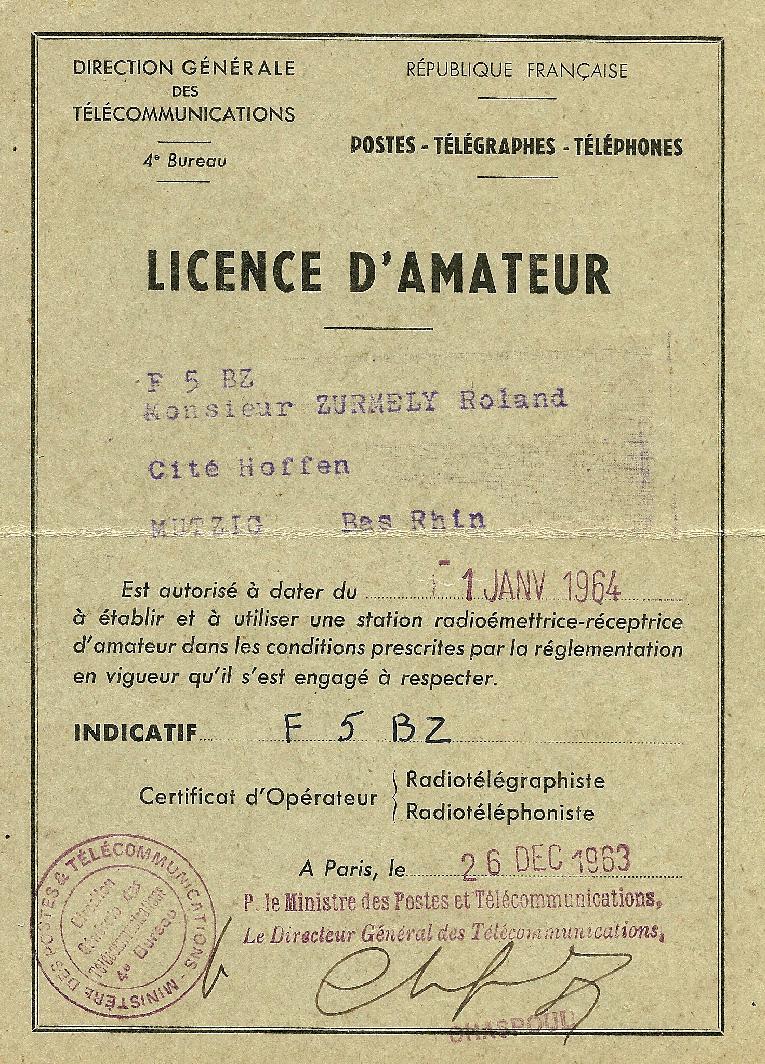 DIRECTION GÉNÉRALE
DES
TÉLÉCOMMUNICATIONS
4e Bureau
RÉPUBLIQUE FRANÇAISE
POSTES - TÉLÉGRAPHES - TÉLÉPHONES
LICENCE D'AMATEUR
F 5 BZ
Monsieur ZURMELY Roland
Cité Hoffen
MUTZIG Bas Rhin
Est autorisé à dater du 1 JANV 1964
à établir et à utiliser une station radioémettrice-réceptrice
d'amateur dans les conditions prescrites par la réglementation
en vigueur qu'il s'est engagé à respecter.
INDICATIF F 5 BZ
Certificat d'Opérateur
Radiotélégraphiste
Radiotéléphoniste
A Paris, le 26 DEC 1963
P. le Ministre des Postes et Télécommunications,
Le Directeur Général des Télécommunications,
MINISTÈRE DES POSTES & TÉLÉCOMMUNICATIONS
Direction
Générale des
Télécommunications
4e Bureau